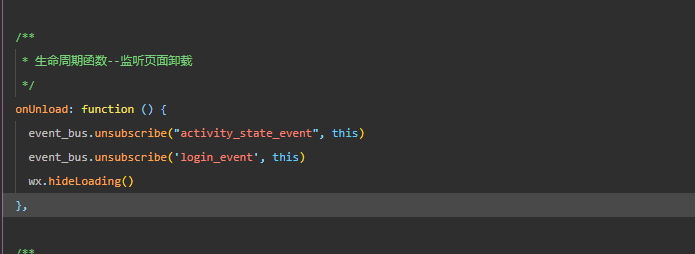 /**
* 生命周期函数--监听页面卸载
*/
onUnload: function () {
event_bus.unsubscribe("activity_state_event", this)
event_bus.unsubscribe('login_event', this)
wx.hideLoading()
},
/**